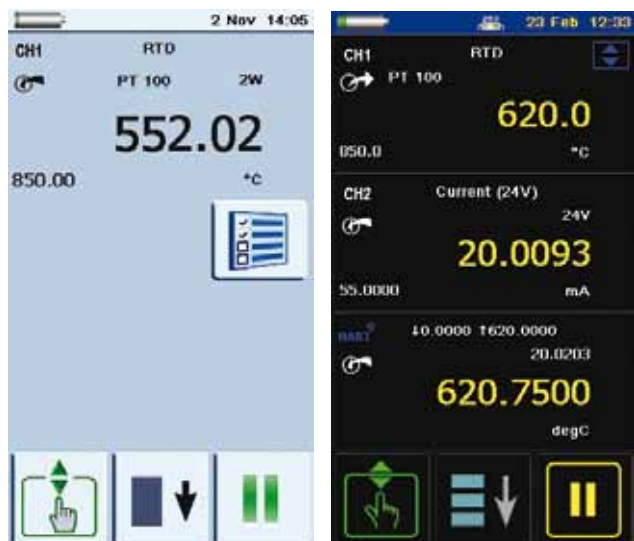 2 Nov 14:05
CH1 RTD
PT 100 2W
552.02
850.00 °C
23 Feb 12:33
CH1 RTD
PT 100
620.0
850.0 °C
CH2 Current (24V)
24V
20.0093
55.0000 mA
HART ↓0.0000 ↑620.0000
20.0203
620.7500
degC